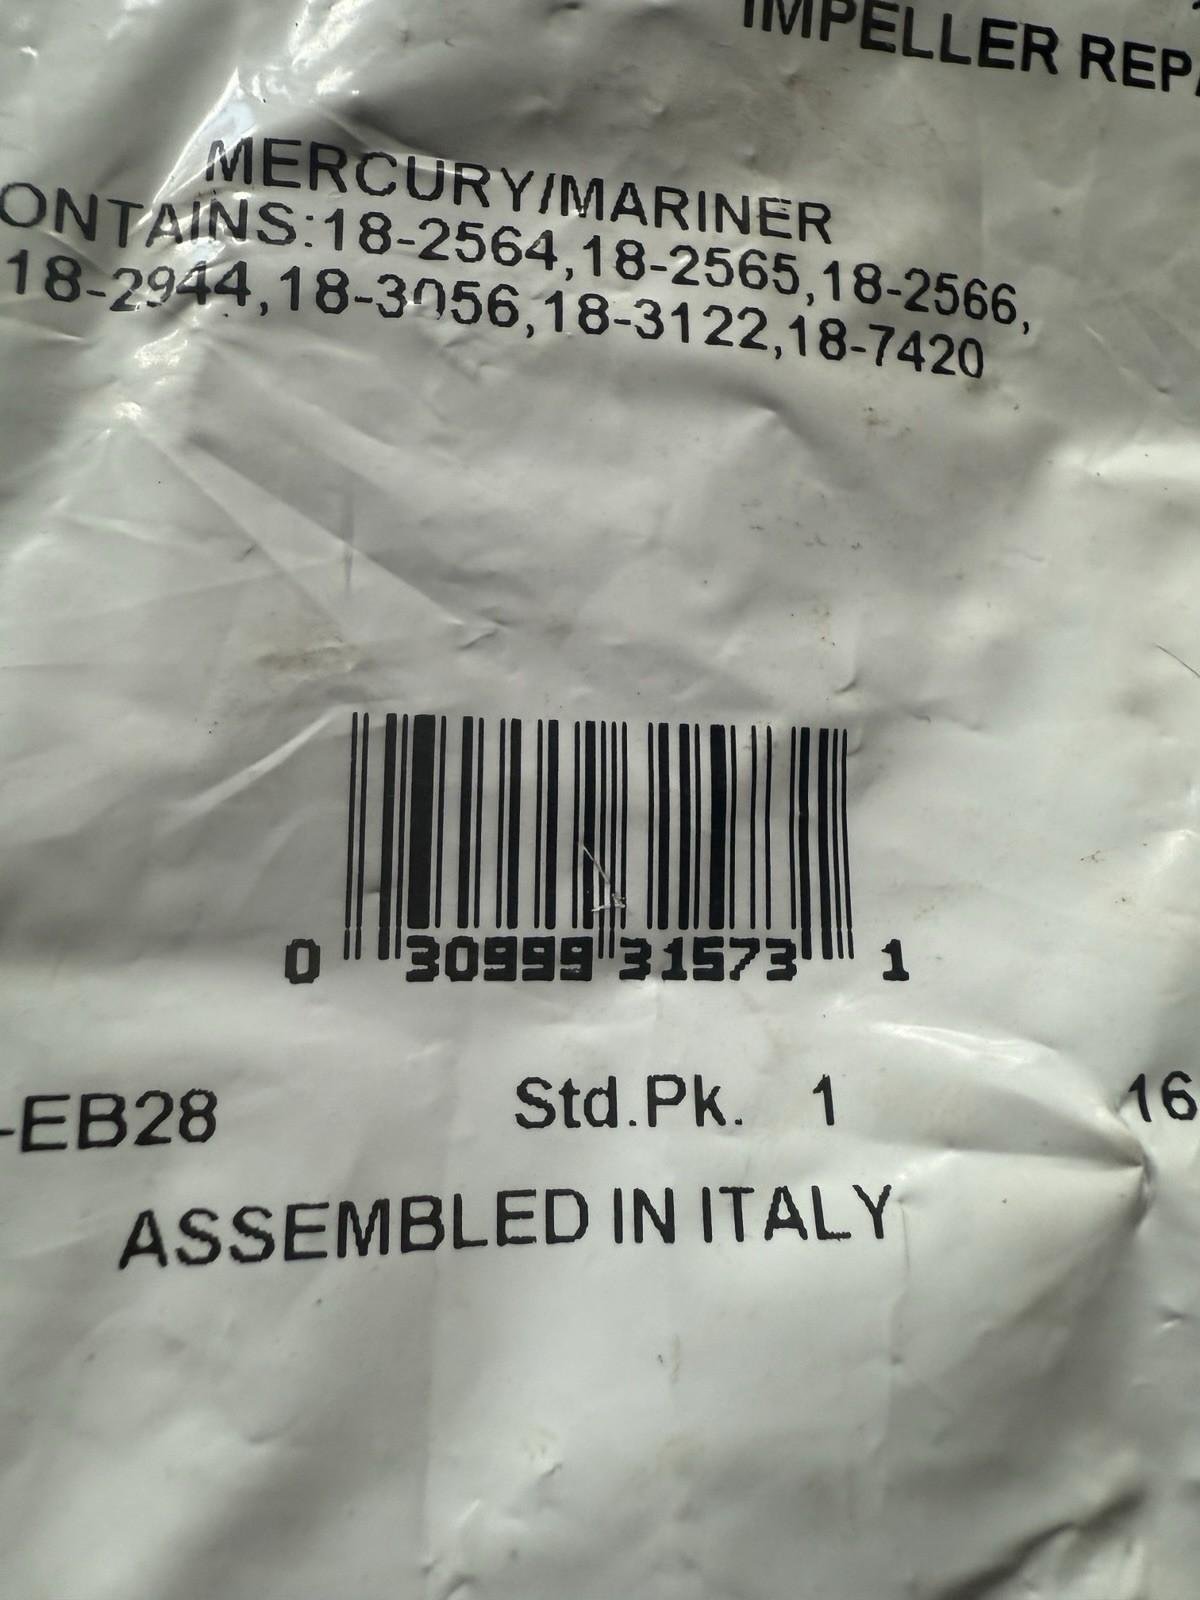 IMPELLER REPA
MERCURY/MARINER
ONTAINS:18-2564,18-2565,18-2566,
18-2944,18-3056,18-3122,18-7420
0 30999 31573 1
-EB28 Std.Pk. 1 16
ASSEMBLED IN ITALY